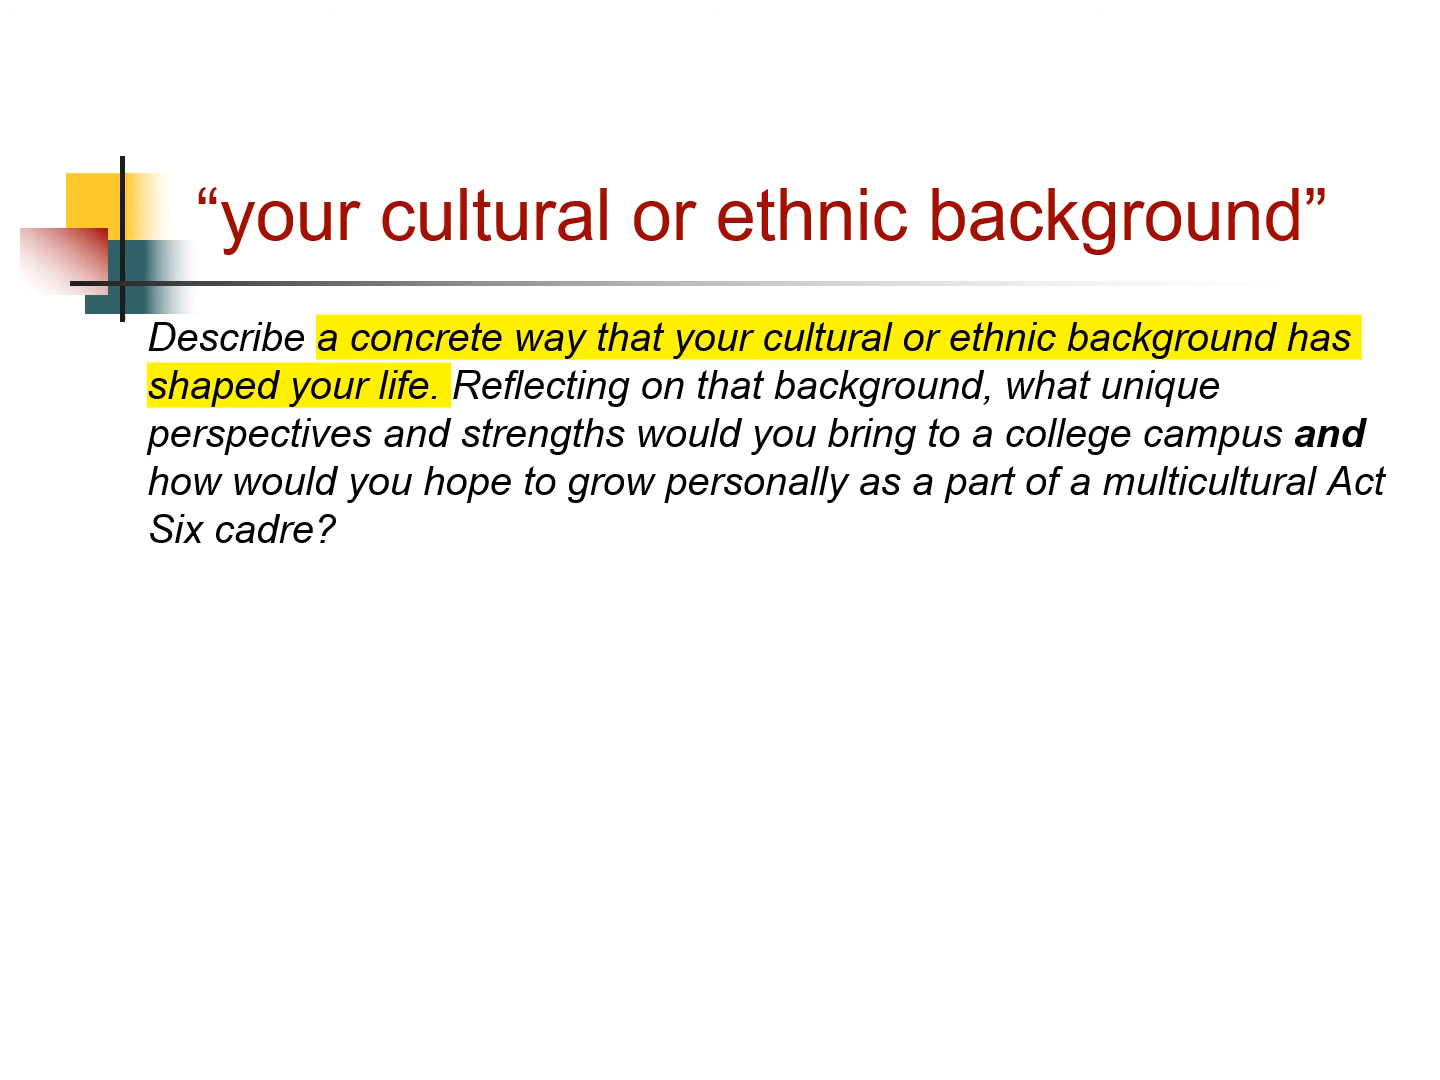 “your cultural or ethnic background”
Describe a concrete way that your cultural or ethnic background has
shaped your life. Reflecting on that background, what unique
perspectives and strengths would you bring to a college campus and
how would you hope to grow personally as a part of a multicultural Act
Six cadre?